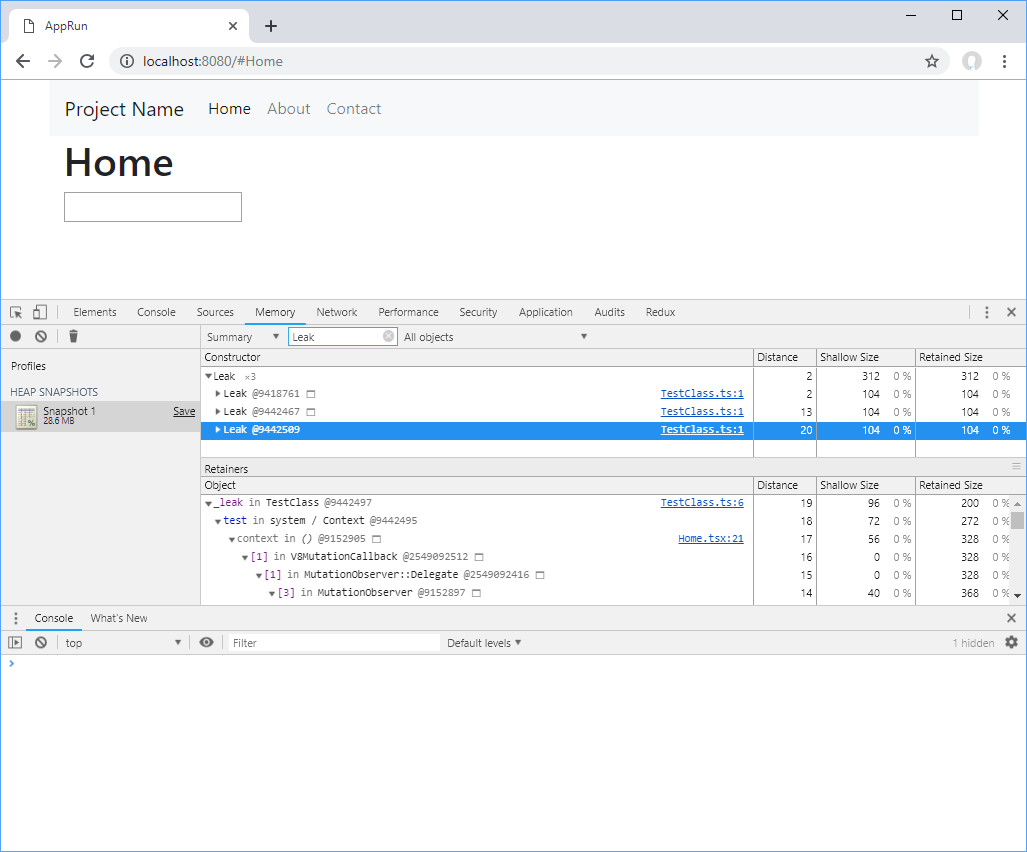 AppRun
localhost:8080/#Home
Project Name Home About Contact
Home
Elements Console Sources Memory Network Performance Security Application Audits Redux
Summary Leak All objects
Profiles
HEAP SNAPSHOTS
Snapshot 1 Save
28.6 MB
Constructor Distance Shallow Size Retained Size
Leak ×3 2 312 0 % 312 0 %
Leak @9418761 TestClass.ts:1 2 104 0 % 104 0 %
Leak @9442467 TestClass.ts:1 13 104 0 % 104 0 %
Leak @9442509 TestClass.ts:1 20 104 0 % 104 0 %
Retainers
Object Distance Shallow Size Retained Size
_leak in TestClass @9442497 TestClass.ts:6 19 96 0 % 200 0 %
test in system / Context @9442495 18 72 0 % 272 0 %
context in () @9152905 Home.tsx:21 17 56 0 % 328 0 %
[1] in V8MutationCallback @2549092512 16 0 0 % 328 0 %
[1] in MutationObserver::Delegate @2549092416 15 0 0 % 328 0 %
[3] in MutationObserver @9152897 14 40 0 % 368 0 %
Console What's New
top Filter Default levels 1 hidden